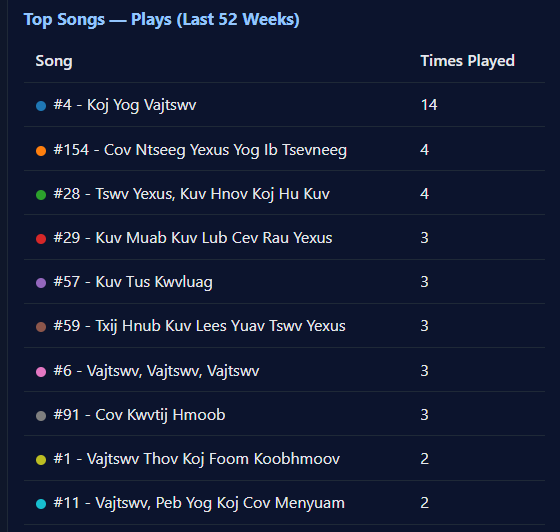 Top Songs — Plays (Last 52 Weeks)
Song Times Played
#4 - Koj Yog Vajtswv 14
#154 - Cov Ntseeg Yexus Yog Ib Tsevneeg 4
#28 - Tswv Yexus, Kuv Hnov Koj Hu Kuv 4
#29 - Kuv Muab Kuv Lub Cev Rau Yexus 3
#57 - Kuv Tus Kwvluag 3
#59 - Txij Hnub Kuv Lees Yuav Tswv Yexus 3
#6 - Vajtswv, Vajtswv, Vajtswv 3
#91 - Cov Kwvtij Hmoob 3
#1 - Vajtswv Thov Koj Foom Koobhmoov 2
#11 - Vajtswv, Peb Yog Koj Cov Menyuam 2